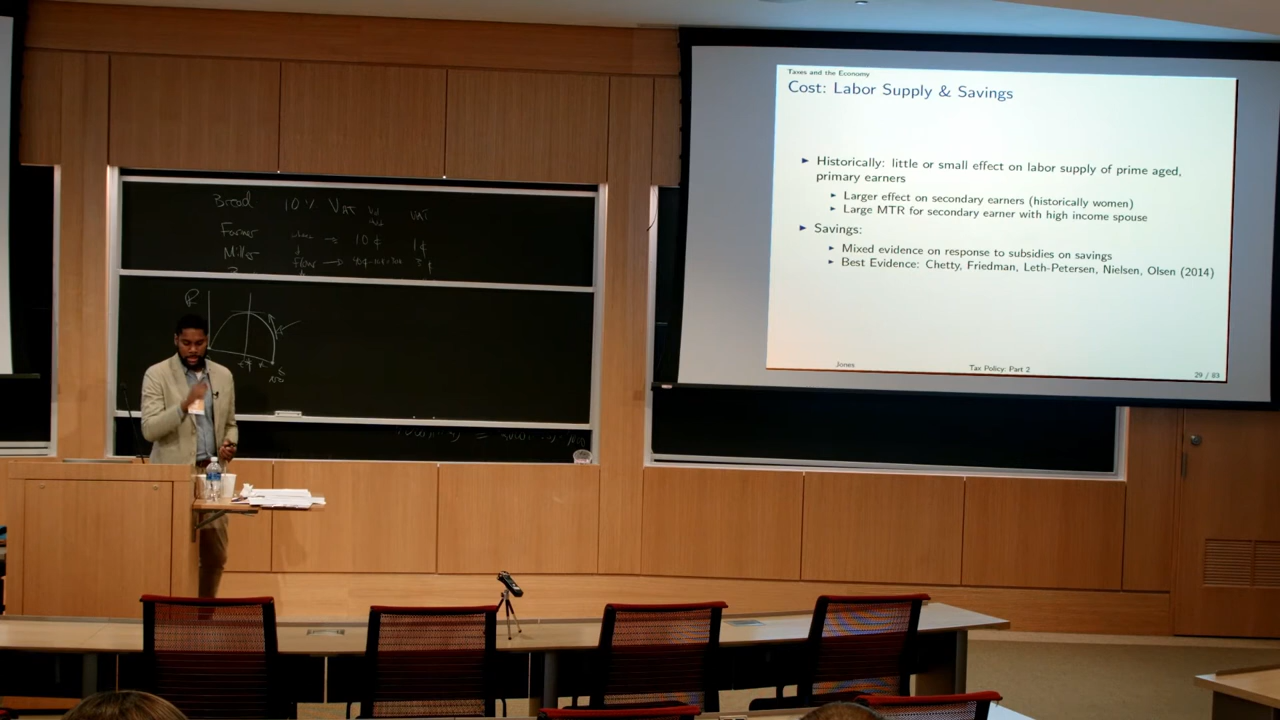 Bread 10% VAT VAT
Farmer 10¢ 1¢
Miller flour
R
Taxes and the Economy
Cost: Labor Supply & Savings
► Historically: little or small effect on labor supply of prime aged,
primary earners
► Larger effect on secondary earners (historically women)
► Large MTR for secondary earner with high income spouse
► Savings:
► Mixed evidence on response to subsidies on savings
► Best Evidence: Chetty, Friedman, Leth-Petersen, Nielsen, Olsen (2014)
Jones Tax Policy: Part 2 29 / 83